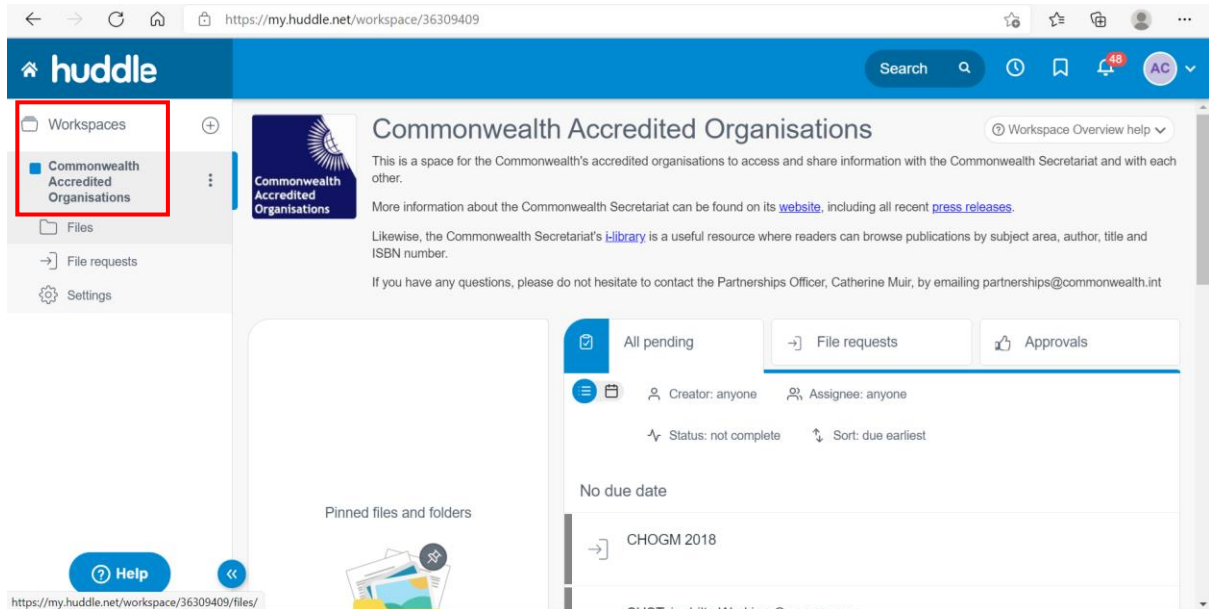 https://my.huddle.net/workspace/36309409
huddle
Search
48
AC
Workspaces
Commonwealth
Accredited
Organisations
Files
File requests
Settings
Commonwealth
Accredited
Organisations
Commonwealth Accredited Organisations
Workspace Overview help
This is a space for the Commonwealth's accredited organisations to access and share information with the Commonwealth Secretariat and with each
other.
More information about the Commonwealth Secretariat can be found on its website, including all recent press releases.
Likewise, the Commonwealth Secretariat's i-library is a useful resource where readers can browse publications by subject area, author, title and
ISBN number.
If you have any questions, please do not hesitate to contact the Partnerships Officer, Catherine Muir, by emailing partnerships@commonwealth.int
Pinned files and folders
All pending
File requests
Approvals
Creator: anyone
Assignee: anyone
Status: not complete
Sort: due earliest
No due date
CHOGM 2018
Help
https://my.huddle.net/workspace/36309409/files/